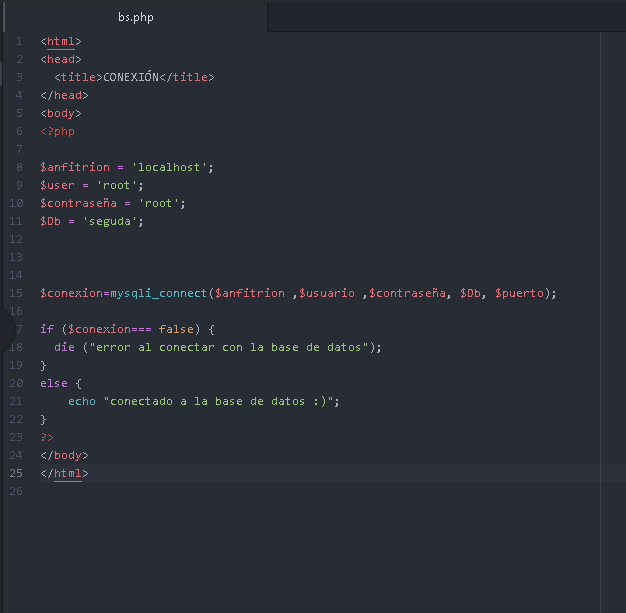 bs.php
1 <html>
2 <head>
3 <title>CONEXIÓN</title>
4 </head>
5 <body>
6 <?php
7
8 $anfitrion = 'localhost';
9 $user = 'root';
10 $contraseña = 'root';
11 $Db = 'seguda';
12
13
14
15 $conexion=mysqli_connect($anfitrion ,$usuario ,$contraseña, $Db, $puerto);
16
7 if ($conexion=== false) {
18 die ("error al conectar con la base de datos");
19 }
20 else {
21 echo "conectado a la base de datos :)";
22 }
23 ?>
24 </body>
25 </html>
26